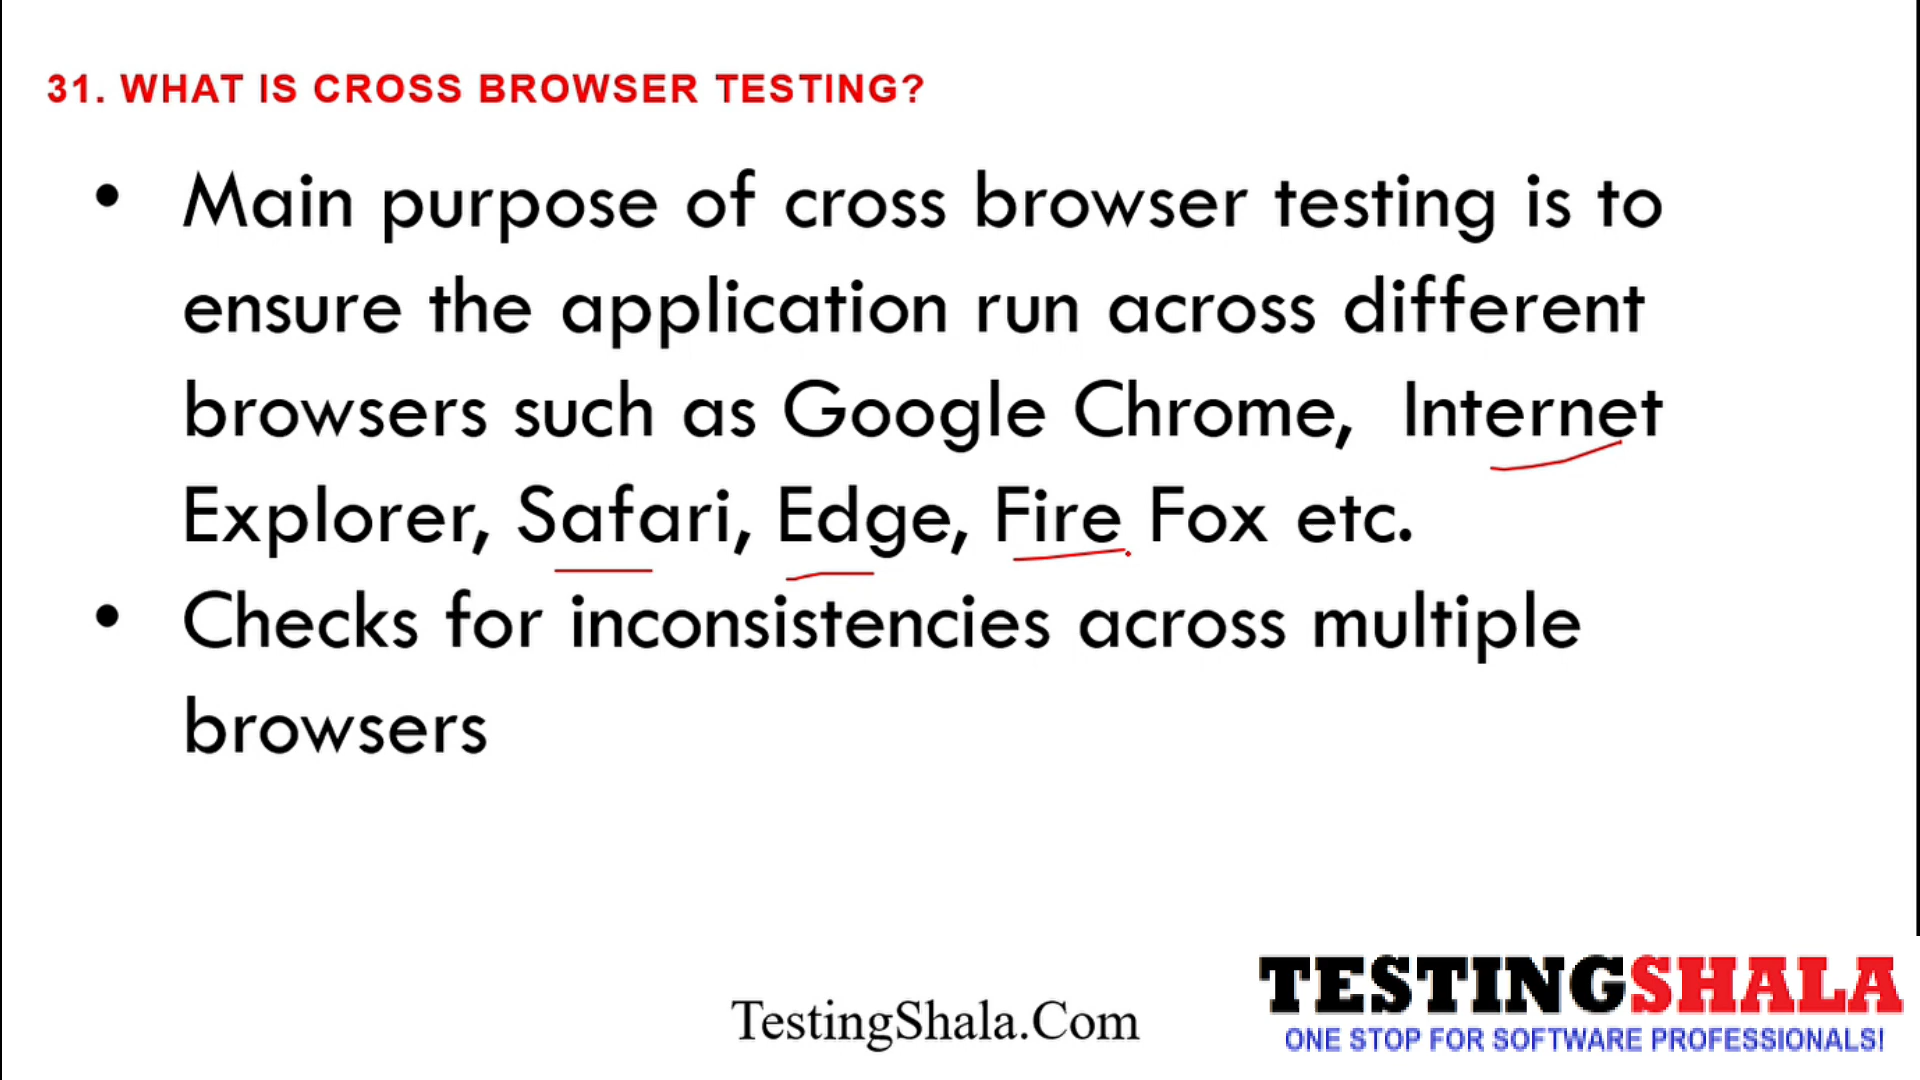 31. WHAT IS CROSS BROWSER TESTING?
• Main purpose of cross browser testing is to
ensure the application run across different
browsers such as Google Chrome, Internet
Explorer, Safari, Edge, Fire Fox etc.
• Checks for inconsistencies across multiple
browsers
TestingShala.Com
TESTINGSHALA
ONE STOP FOR SOFTWARE PROFESSIONALS!